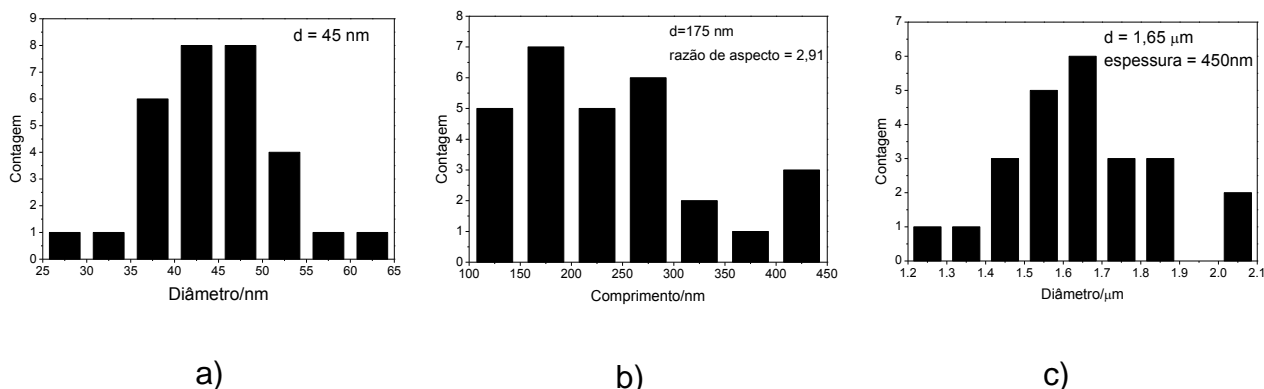 9
8
7
6
5
4
3
2
1
0
Contagem
d = 45 nm
25 30 35 40 45 50 55 60 65
Diâmetro/nm
a)
8
7
6
5
4
3
2
1
0
Contagem
d=175 nm
razão de aspecto = 2,91
100 150 200 250 300 350 400 450
Comprimento/nm
b)
7
6
5
4
3
2
1
0
Contagem
d = 1,65 μm
espessura = 450nm
1.2 1.3 1.4 1.5 1.6 1.7 1.8 1.9 2.0 2.1
Diâmetro/μm
c)